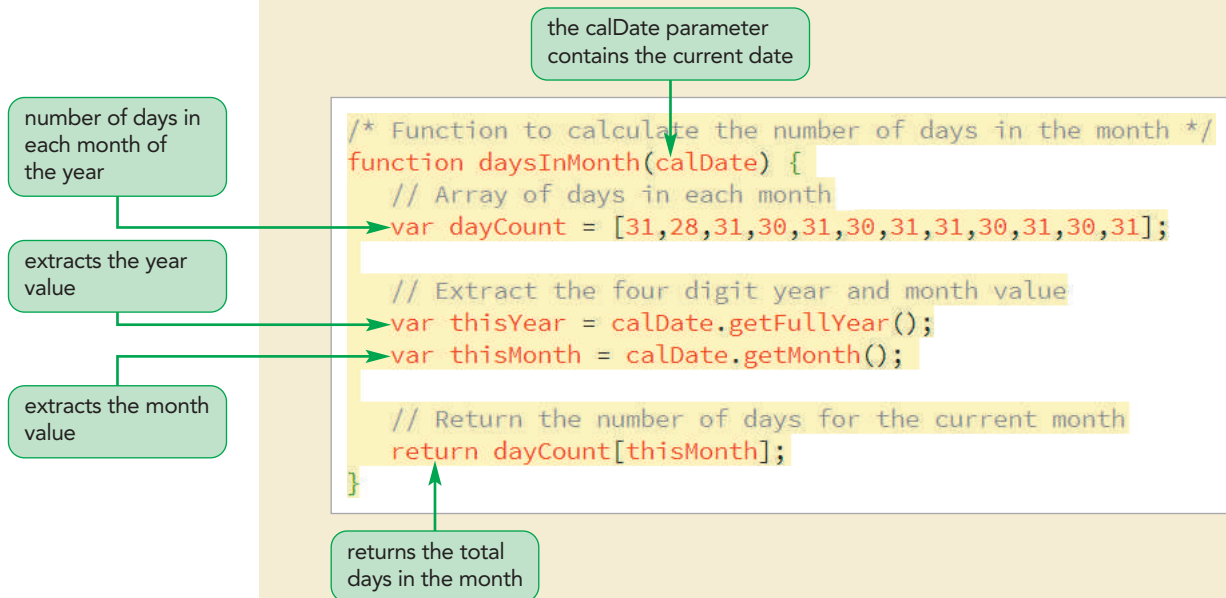 the calDate parameter
contains the current date
number of days in
each month of
the year
extracts the year
value
extracts the month
value
/* Function to calculate the number of days in the month */
function daysInMonth(calDate) {
// Array of days in each month
var dayCount = [31,28,31,30,31,30,31,31,30,31,30,31];
// Extract the four digit year and month value
var thisYear = calDate.getFullYear();
var thisMonth = calDate.getMonth();
// Return the number of days for the current month
return dayCount[thisMonth];
}
returns the total
days in the month